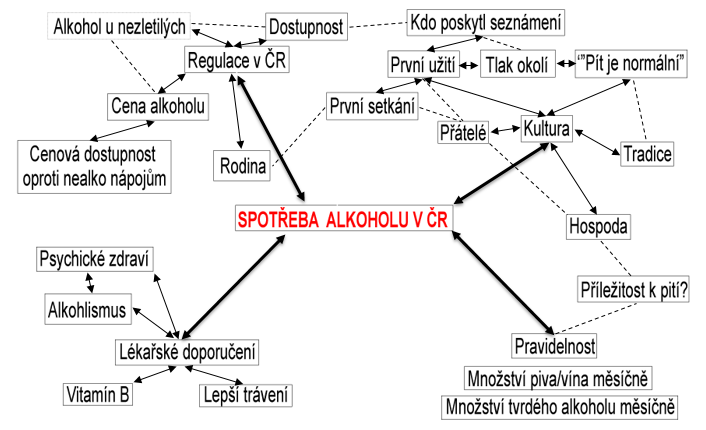 Alkohol u nezletilých
Dostupnost
Kdo poskytl seznámení
Regulace v ČR
První užití
Tlak okolí
‘”Pít je normální”
Cena alkoholu
První setkání
Přátelé
Kultura
Cenová dostupnost
oproti nealko nápojům
Rodina
Tradice
SPOTŘEBA ALKOHOLU V ČR
Hospoda
Psychické zdraví
Příležitost k pití?
Alkohlismus
Lékařské doporučení
Pravidelnost
Množství piva/vína měsíčně
Vitamín B
Lepší trávení
Množství tvrdého alkoholu měsíčně